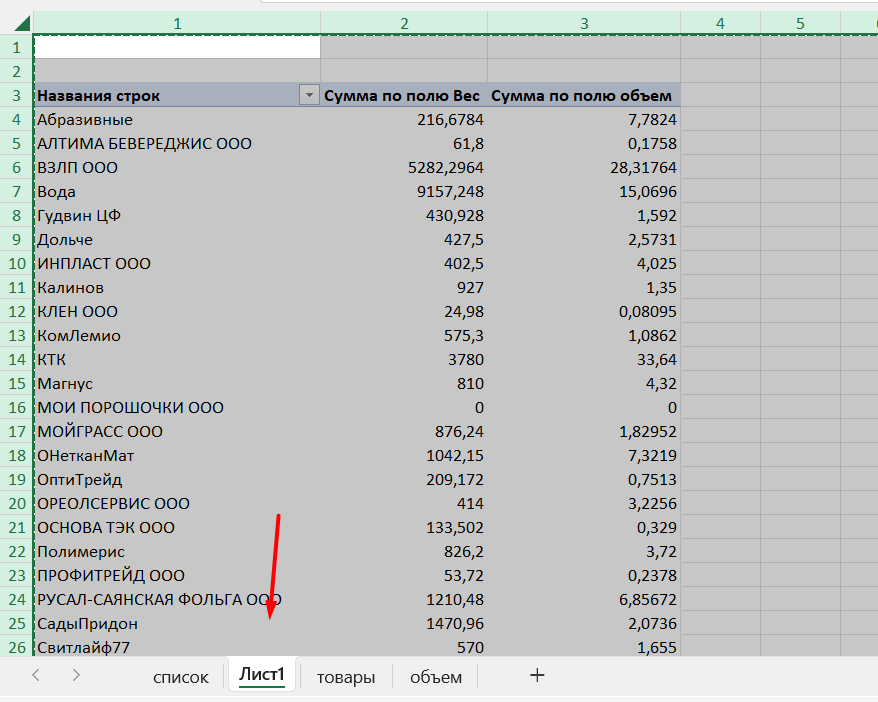 1 2 3 4 5
1
2
3 Названия строк Сумма по полю Вес Сумма по полю объем
4 Абразивные 216,6784 7,7824
5 АЛТИМА БЕВЕРЕДЖИС ООО 61,8 0,1758
6 ВЗЛП ООО 5282,2964 28,31764
7 Вода 9157,248 15,0696
8 Гудвин ЦФ 430,928 1,592
9 Дольче 427,5 2,5731
10 ИНПЛАСТ ООО 402,5 4,025
11 Калинов 927 1,35
12 КЛЕН ООО 24,98 0,08095
13 КомЛемио 575,3 1,0862
14 КТК 3780 33,64
15 Магнус 810 4,32
16 МОИ ПОРОШОЧКИ ООО 0 0
17 МОЙГРАСС ООО 876,24 1,82952
18 ОНетканМат 1042,15 7,3219
19 ОптиТрейд 209,172 0,7513
20 ОРЕОЛСЕРВИС ООО 414 3,2256
21 ОСНОВА ТЭК ООО 133,502 0,329
22 Полимерис 826,2 3,72
23 ПРОФИТРЕЙД ООО 53,72 0,2378
24 РУСАЛ-САЯНСКАЯ ФОЛЬГА ООО 1210,48 6,85672
25 СадыПридон 1470,96 2,0736
26 Свитлайф77 570 1,655
список Лист1 товары объем